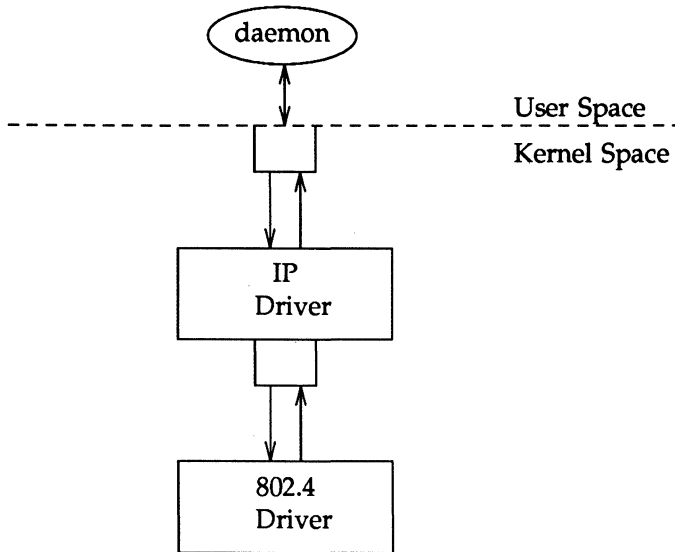 daemon
User Space
Kernel Space
IP
Driver
802.4
Driver